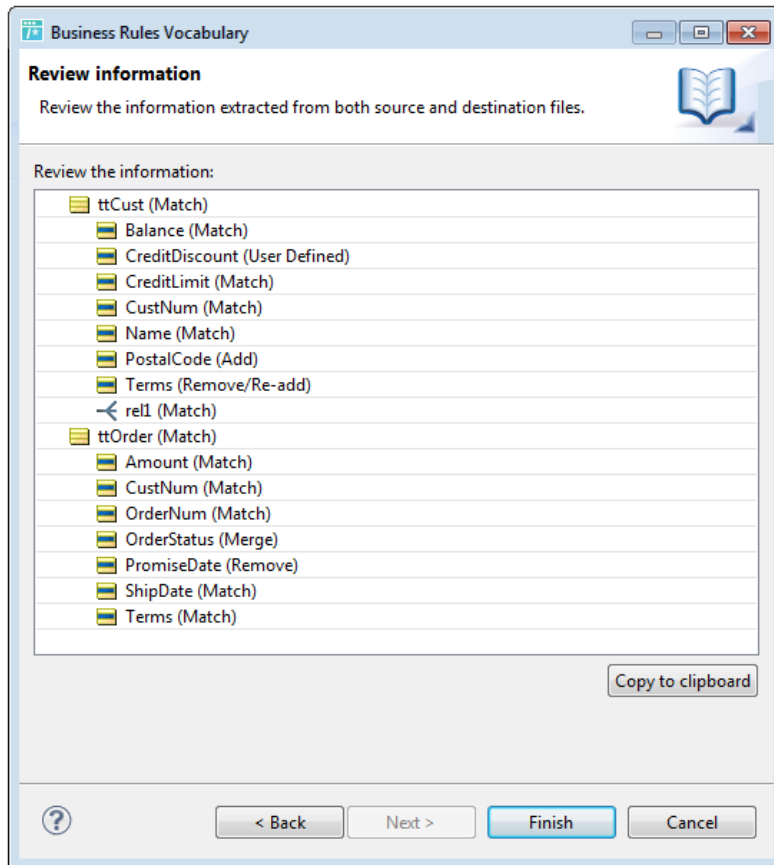 Business Rules Vocabulary
Review information
Review the information extracted from both source and destination files.
Review the information:
ttCust (Match)
Balance (Match)
CreditDiscount (User Defined)
CreditLimit (Match)
CustNum (Match)
Name (Match)
PostalCode (Add)
Terms (Remove/Re-add)
rel1 (Match)
ttOrder (Match)
Amount (Match)
CustNum (Match)
OrderNum (Match)
OrderStatus (Merge)
PromiseDate (Remove)
ShipDate (Match)
Terms (Match)
Copy to clipboard
? < Back Next > Finish Cancel